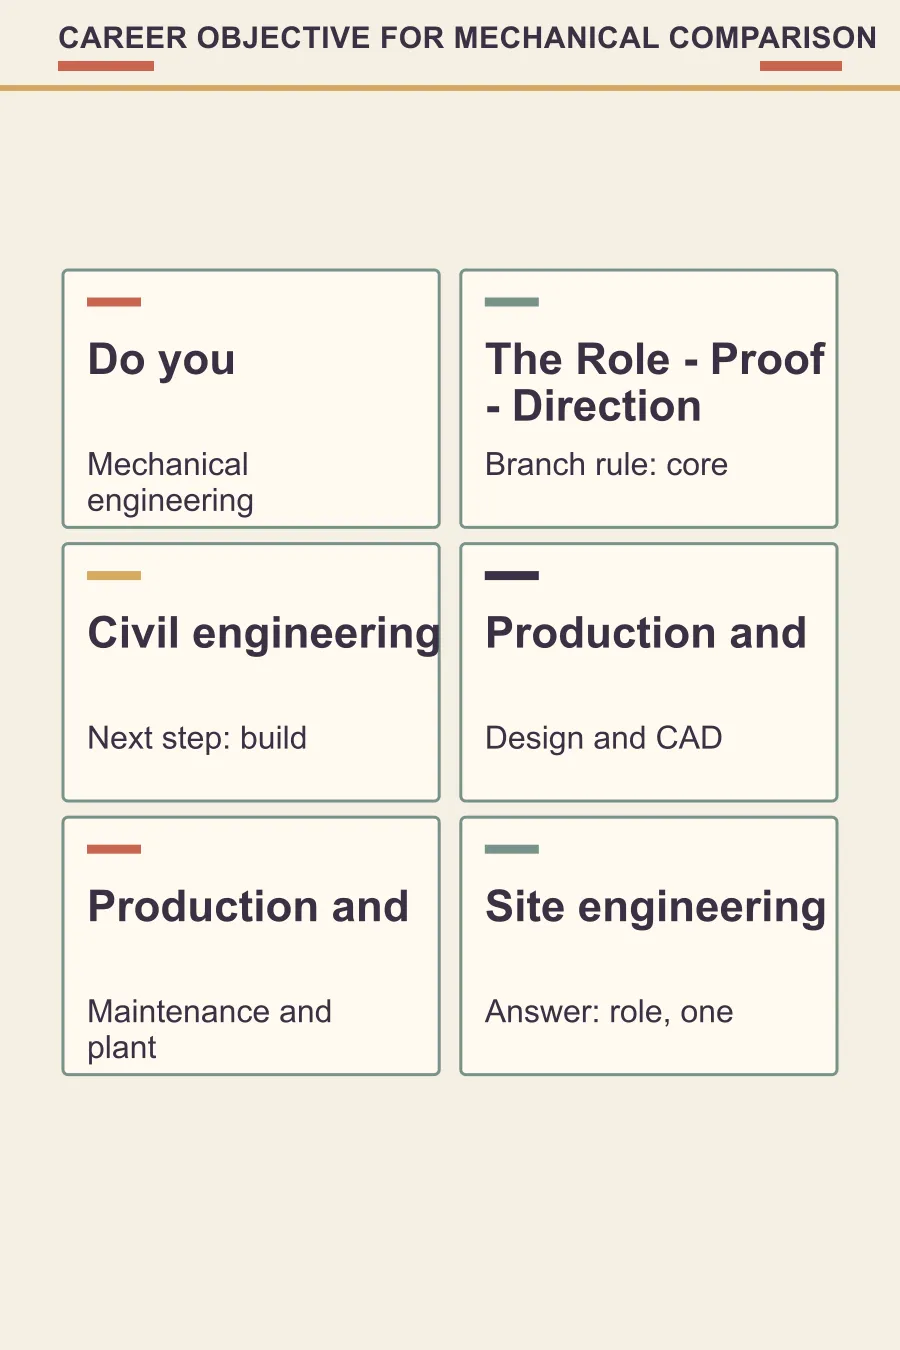 CAREER OBJECTIVE FOR MECHANICAL COMPARISON
Do you
Mechanical
engineering
The Role - Proof
- Direction
Branch rule: core
Civil engineering
Next step: build
Production and
Design and CAD
Production and
Maintenance and
plant
Site engineering
Answer: role, one